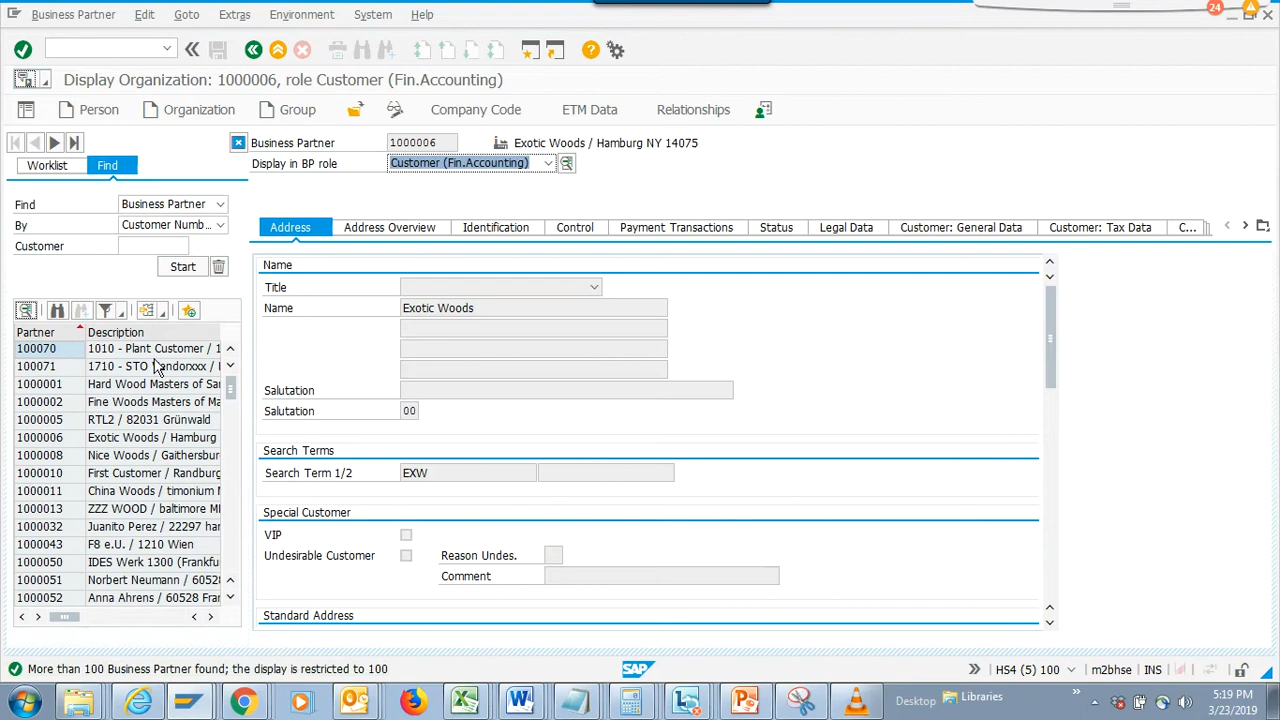 24
Business Partner Edit Goto Extras Environment System Help
Display Organization: 1000006, role Customer (Fin.Accounting)
Person Organization Group Company Code ETM Data Relationships
Business Partner 1000006 Exotic Woods / Hamburg NY 14075
Worklist Find
Display in BP role Customer (Fin.Accounting)
Find Business Partner
By Customer Numb...
Customer
Start
Partner Description
100070 1010 - Plant Customer / 1
100071 1710 - STO Vendorxxx /
1000001 Hard Wood Masters of Sa
1000002 Fine Woods Masters of Ma
1000005 RTL2 / 82031 Grünwald
1000006 Exotic Woods / Hamburg
1000008 Nice Woods / Gaithersbur
1000010 First Customer / Randburg
1000011 China Woods / timonium
1000013 ZZZ WOOD / baltimore M
1000032 Juanito Perez / 22297 har
1000043 F8 e.U. / 1210 Wien
1000050 IDES Werk 1300 (Frankfu
1000051 Norbert Neumann / 60528
1000052 Anna Ahrens / 60528 Fra
Address Address Overview Identification Control Payment Transactions Status Legal Data Customer: General Data Customer: Tax Data C...
Name
Title
Name Exotic Woods
Salutation
Salutation 00
Search Terms
Search Term 1/2 EXW
Special Customer
VIP
Undesirable Customer Reason Undes.
Comment
Standard Address
More than 100 Business Partner found; the display is restricted to 100
SAP
HS4 (5) 100 m2bhse INS
Desktop Libraries
5:19 PM
3/23/2019